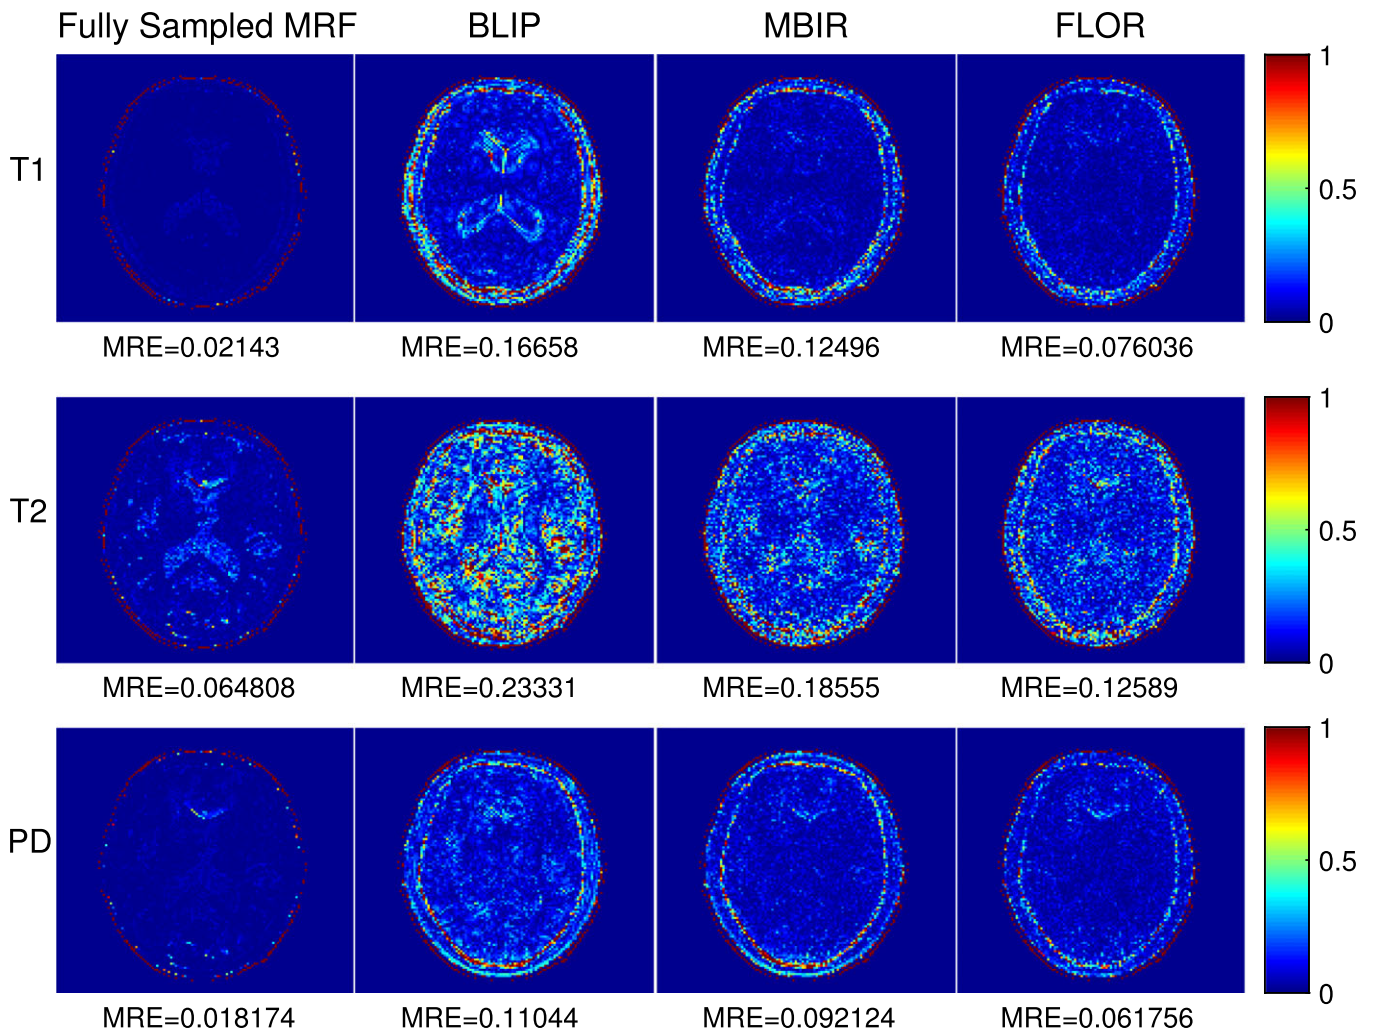 Fully Sampled MRF BLIP MBIR FLOR
T1
1
0.5
0
MRE=0.02143 MRE=0.16658 MRE=0.12496 MRE=0.076036
T2
1
0.5
0
MRE=0.064808 MRE=0.23331 MRE=0.18555 MRE=0.12589
PD
1
0.5
0
MRE=0.018174 MRE=0.11044 MRE=0.092124 MRE=0.061756